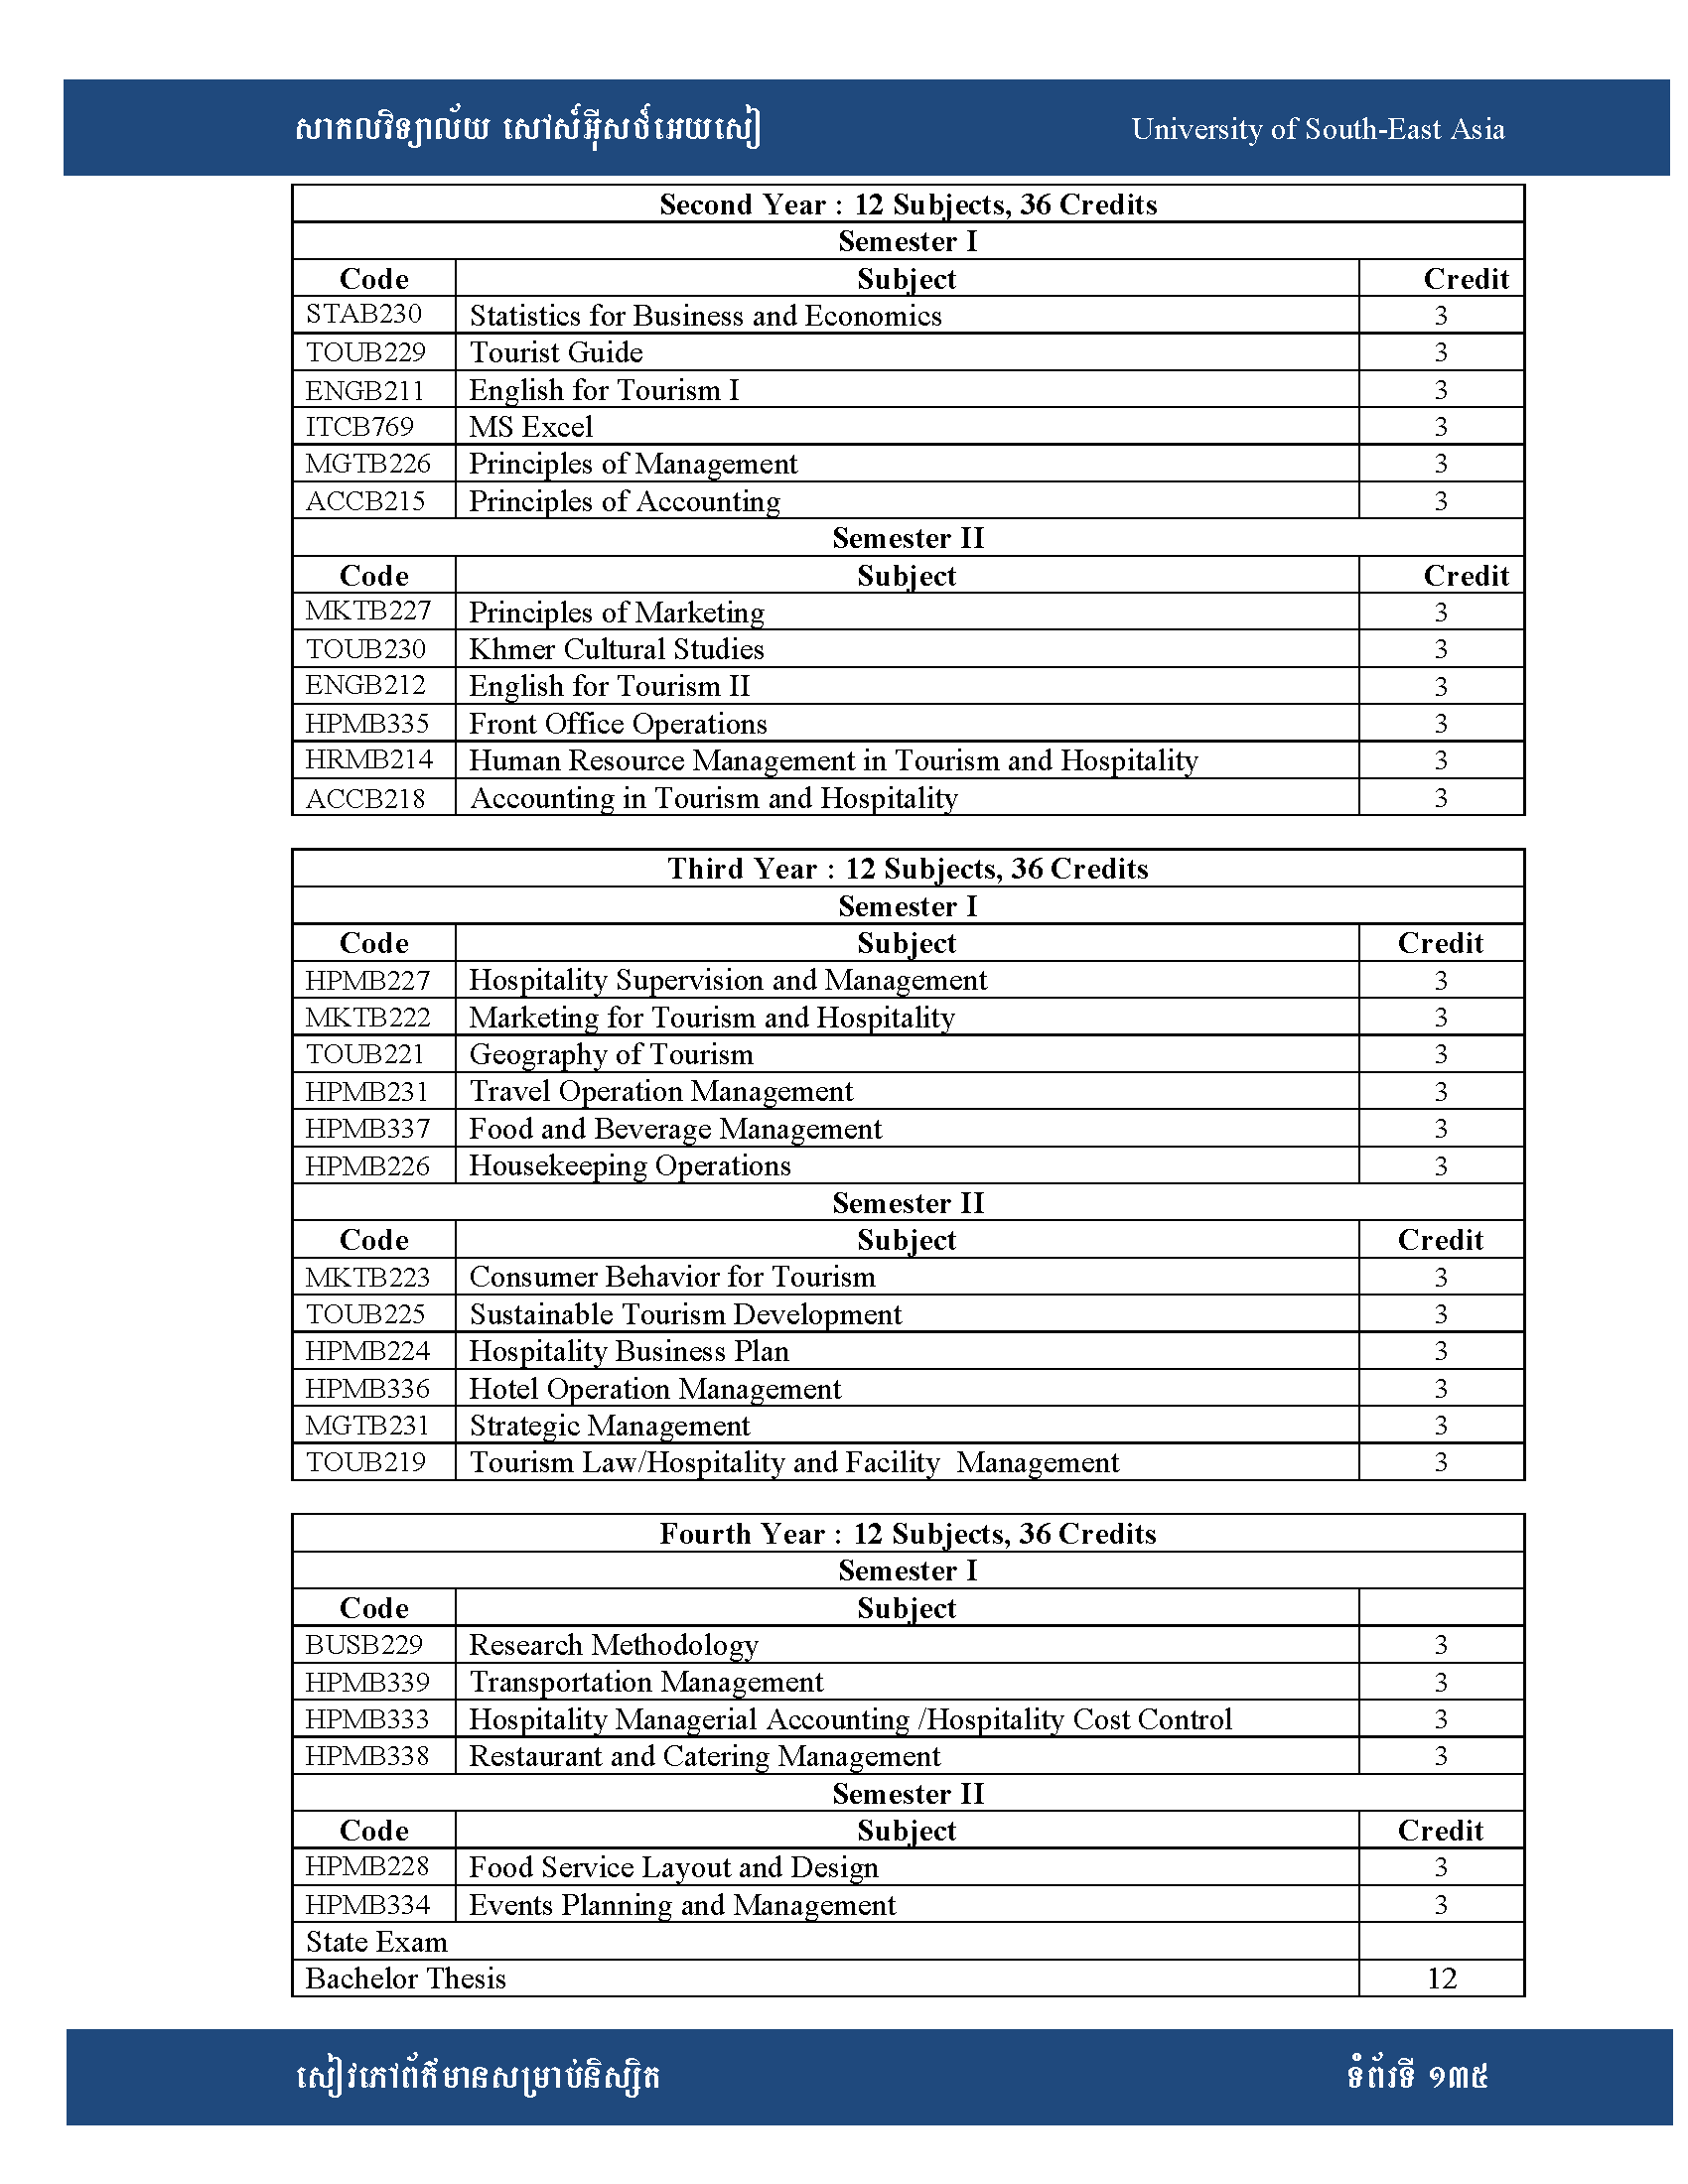 សាកលវិទ្យាល័យ សៅស៍អ៊ីសថ៍អេយសៀ University of South-East Asia
Second Year : 12 Subjects, 36 Credits
Semester I
Code Subject Credit
STAB230 Statistics for Business and Economics 3
TOUB229 Tourist Guide 3
ENGB211 English for Tourism I 3
ITCB769 MS Excel 3
MGTB226 Principles of Management 3
ACCB215 Principles of Accounting 3
Semester II
Code Subject Credit
MKTB227 Principles of Marketing 3
TOUB230 Khmer Cultural Studies 3
ENGB212 English for Tourism II 3
HPMB335 Front Office Operations 3
HRMB214 Human Resource Management in Tourism and Hospitality 3
ACCB218 Accounting in Tourism and Hospitality 3
Third Year : 12 Subjects, 36 Credits
Semester I
Code Subject Credit
HPMB227 Hospitality Supervision and Management 3
MKTB222 Marketing for Tourism and Hospitality 3
TOUB221 Geography of Tourism 3
HPMB231 Travel Operation Management 3
HPMB337 Food and Beverage Management 3
HPMB226 Housekeeping Operations 3
Semester II
Code Subject Credit
MKTB223 Consumer Behavior for Tourism 3
TOUB225 Sustainable Tourism Development 3
HPMB224 Hospitality Business Plan 3
HPMB336 Hotel Operation Management 3
MGTB231 Strategic Management 3
TOUB219 Tourism Law/Hospitality and Facility Management 3
Fourth Year : 12 Subjects, 36 Credits
Semester I
Code Subject
BUSB229 Research Methodology 3
HPMB339 Transportation Management 3
HPMB333 Hospitality Managerial Accounting /Hospitality Cost Control 3
HPMB338 Restaurant and Catering Management 3
Semester II
Code Subject Credit
HPMB228 Food Service Layout and Design 3
HPMB334 Events Planning and Management 3
State Exam
Bachelor Thesis 12
សៀវភៅព័ត៌មានសម្រាប់និស្សិត ទំព័រទី ១៣៥